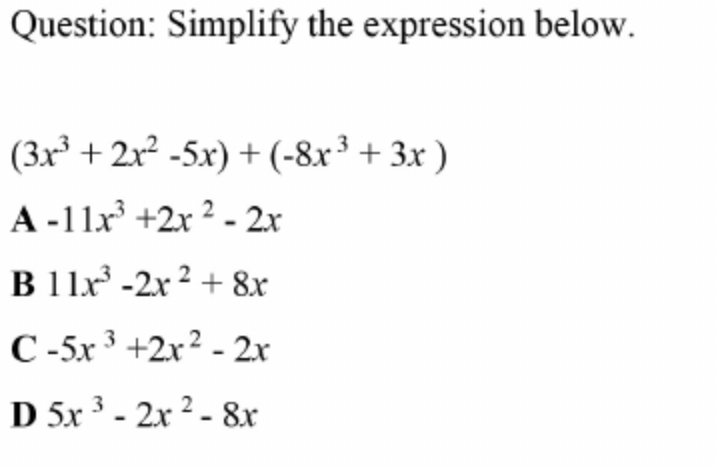 Question: Simplify the expression below.
(3x³ + 2x² -5x) + (-8x³ + 3x )
A -11x³ +2x² - 2x
B 11x³ -2x² + 8x
C -5x³ +2x² - 2x
D 5x³ - 2x² - 8x